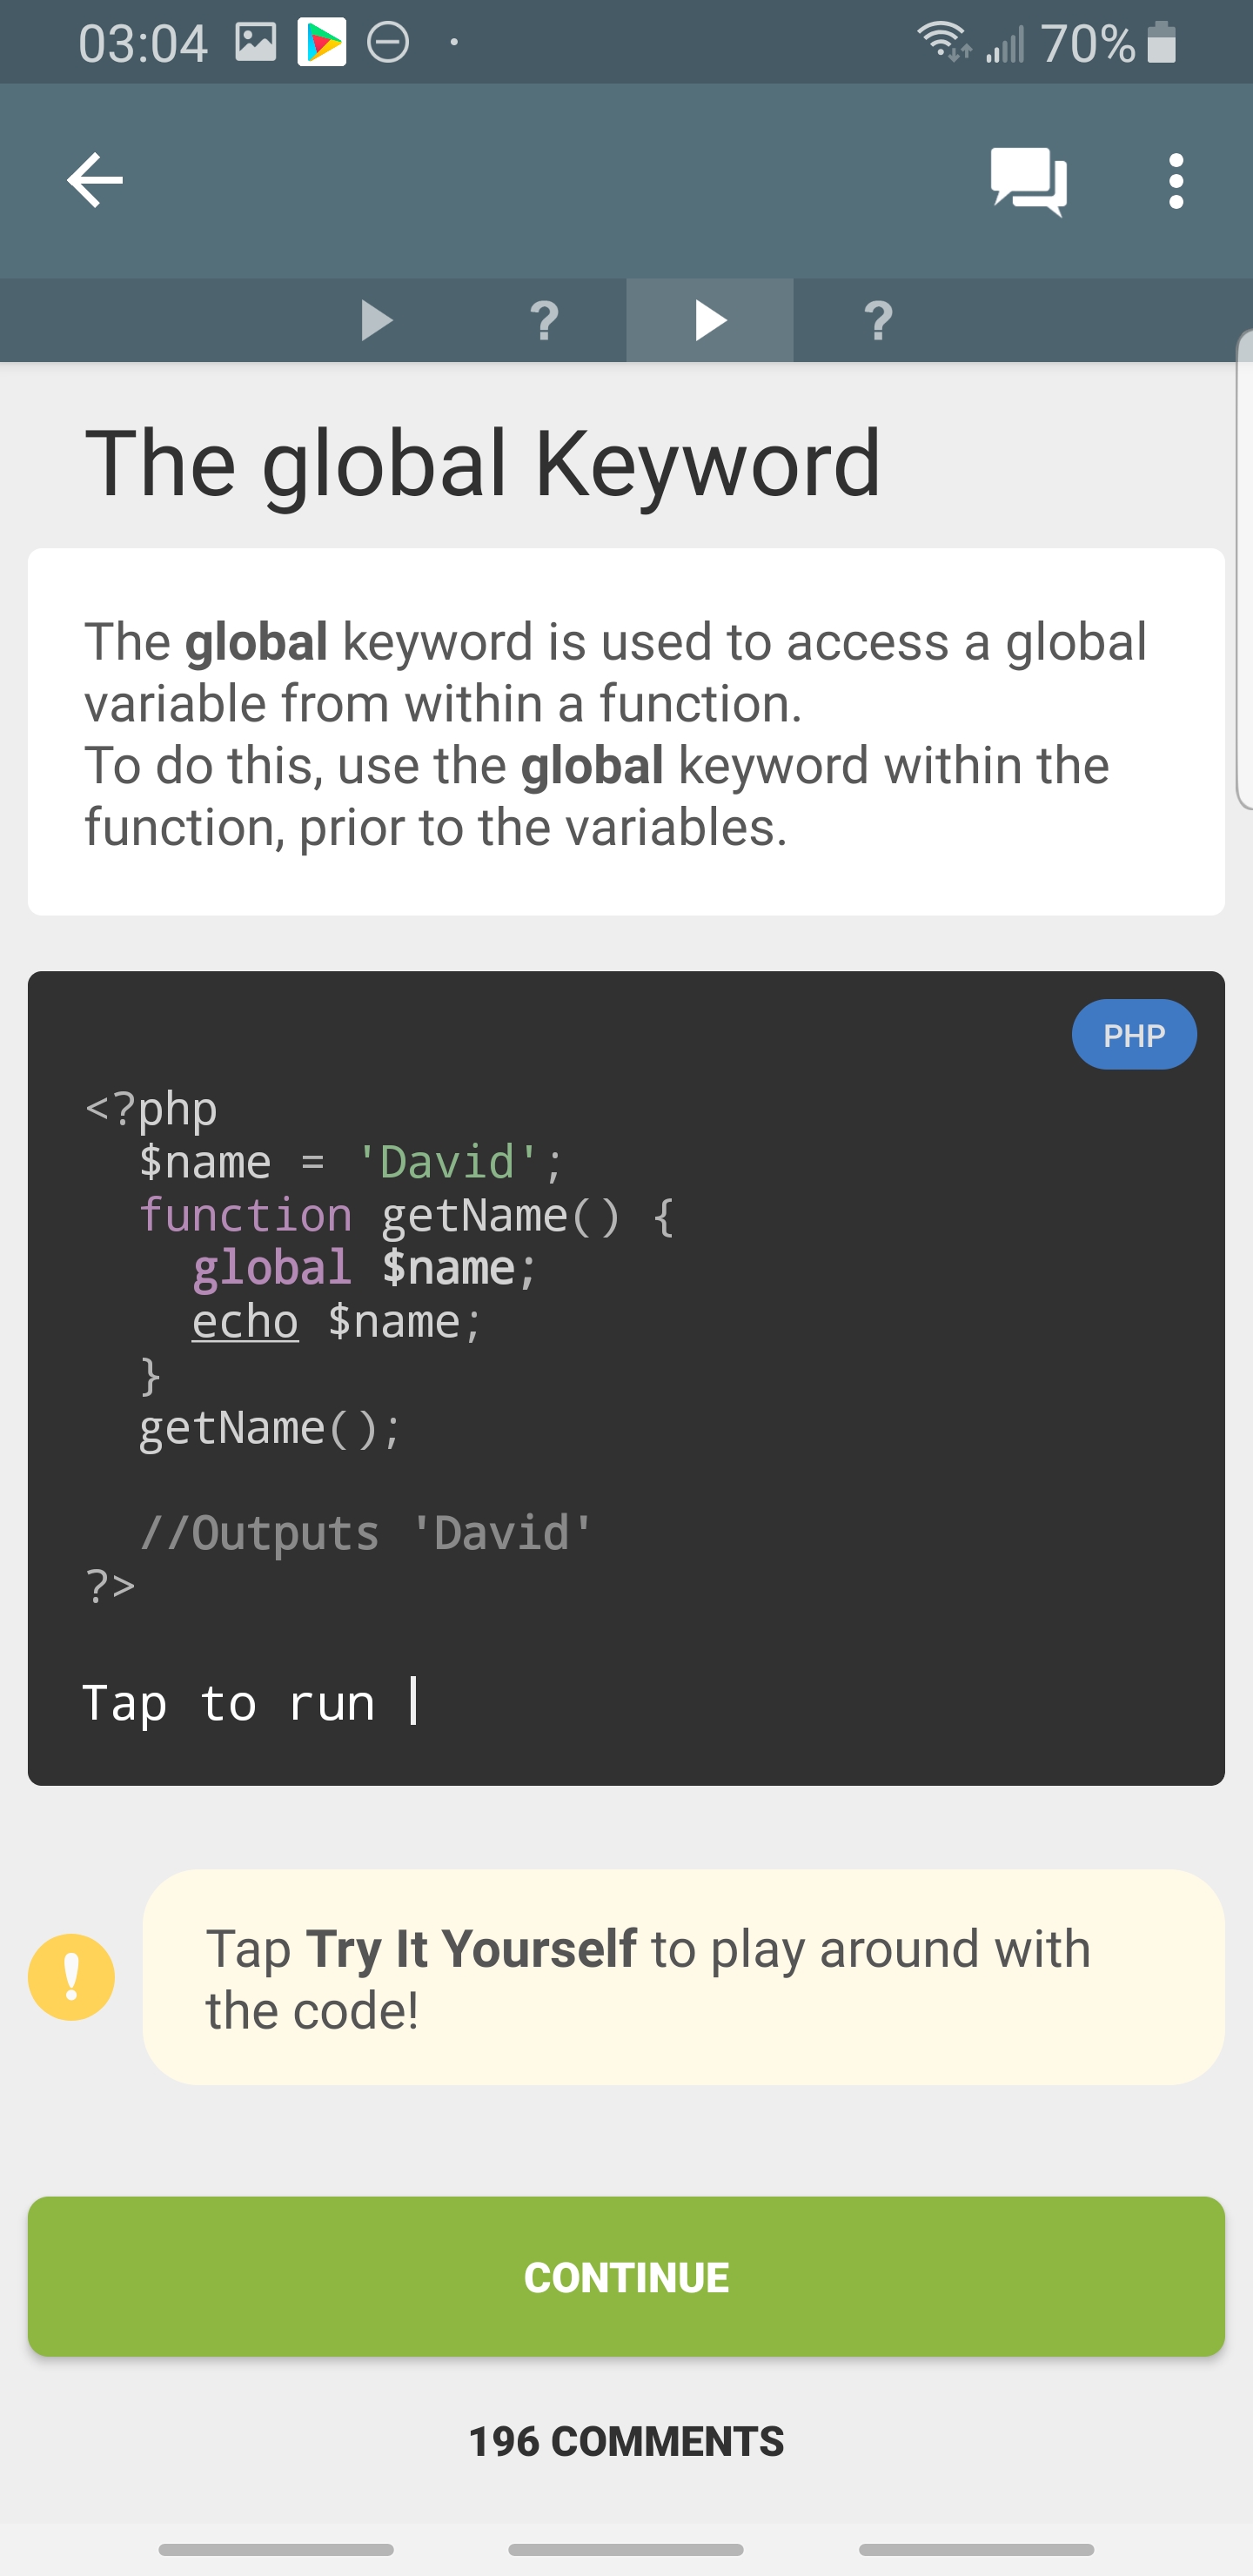 03:04
70%
?
?
The global Keyword
The global keyword is used to access a global
variable from within a function.
To do this, use the global keyword within the
function, prior to the variables.
PHP
<?php
$name = 'David';
function getName() {
global $name;
echo $name;
}
getName();
//Outputs 'David'
?>
Tap to run
!
Tap Try It Yourself to play around with
the code!
CONTINUE
196 COMMENTS